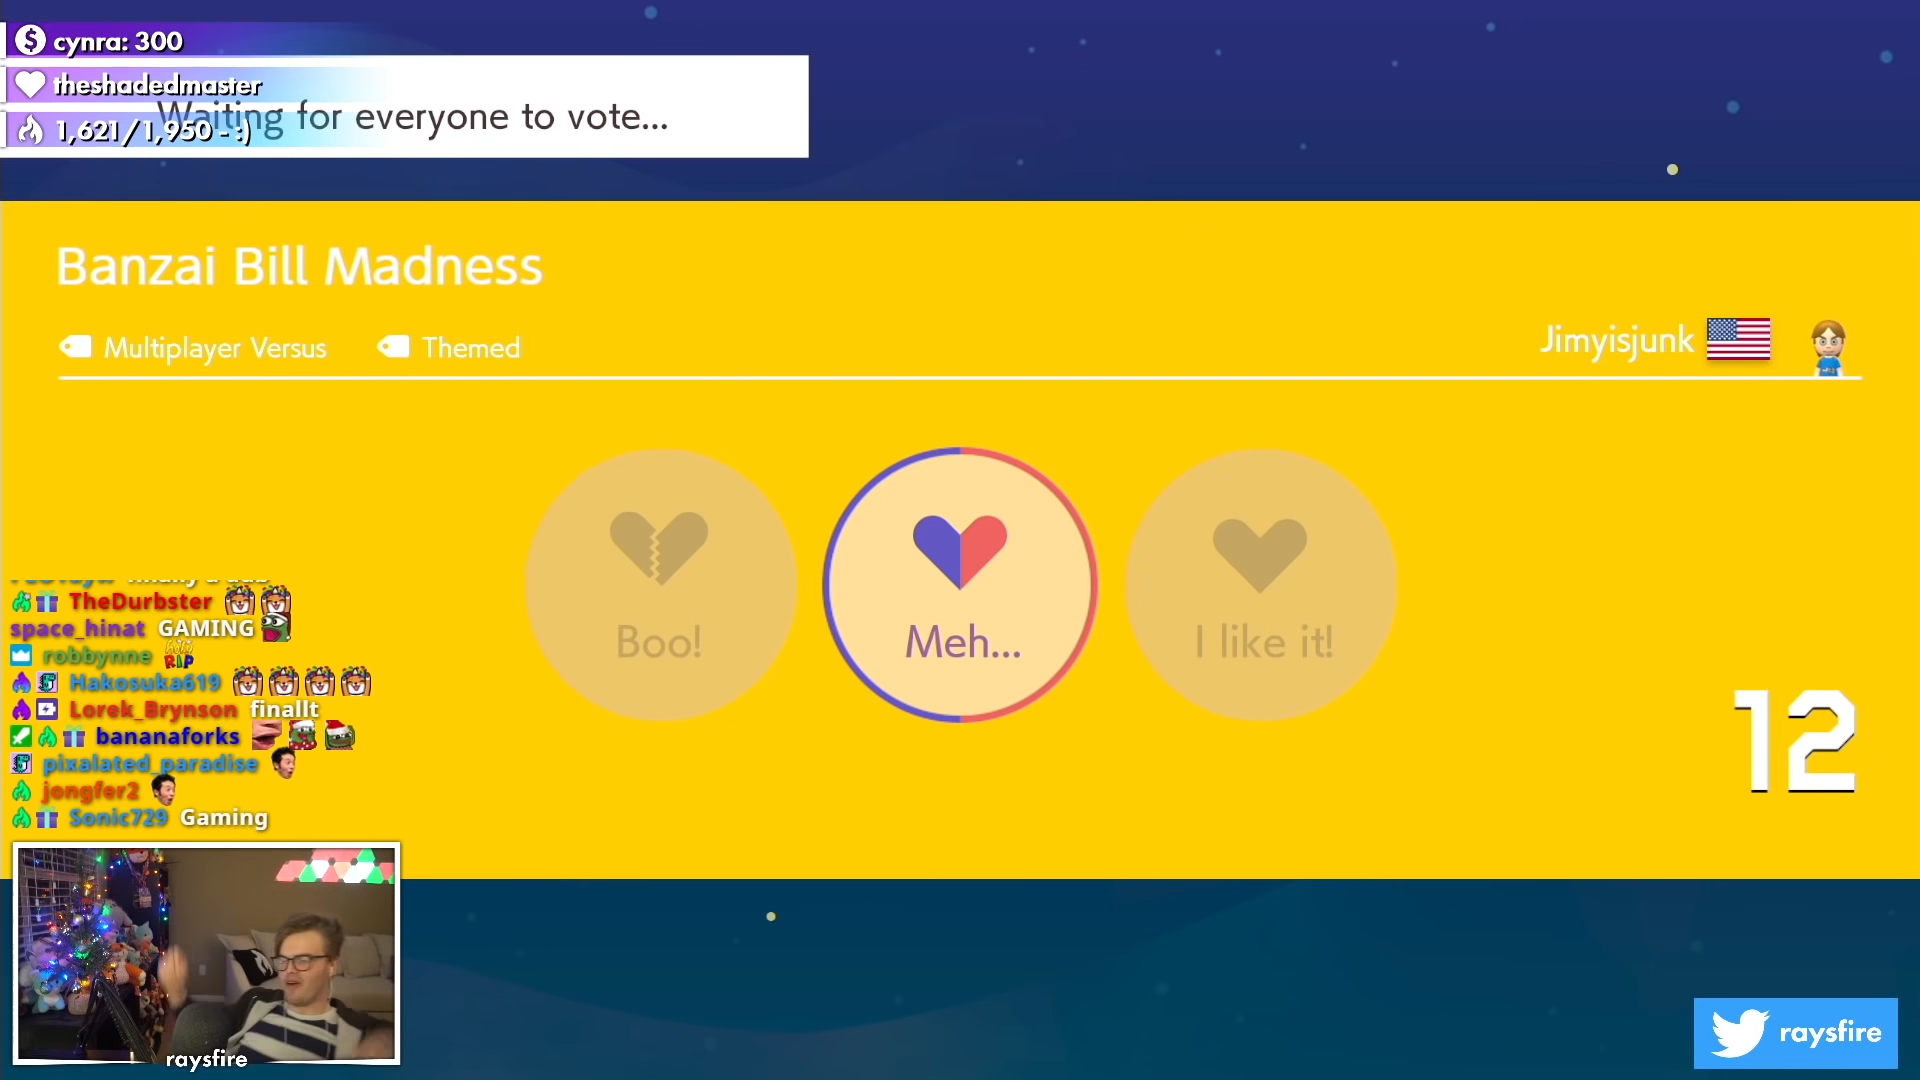 cynra: 300
theshadedmaster
1,621/1,950 - :)
Waiting for everyone to vote...
Banzai Bill Madness
Multiplayer Versus
Themed
Jimyisjunk
Boo!
Meh...
I like it!
12
TheDurbster
space_hinat GAMING
robbynne RIP
Hakosuka619
Lorek_Brynson finallt
bananaforks
pixalated_paradise
jongfer2
Sonic729 Gaming
raysfire
raysfire